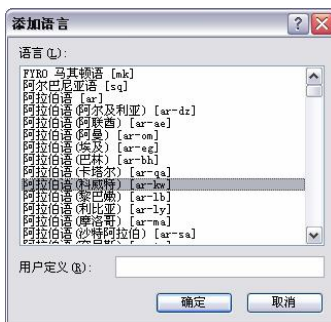 添加语言
语言(L):
FYRO 马其顿语 [mk]
阿尔巴尼亚语 [sq]
阿拉伯语 [ar]
阿拉伯语(阿尔及利亚) [ar-dz]
阿拉伯语(阿联酋) [ar-ae]
阿拉伯语(阿曼) [ar-om]
阿拉伯语(埃及) [ar-eg]
阿拉伯语(巴林) [ar-bh]
阿拉伯语(卡塔尔) [ar-qa]
阿拉伯语(科威特) [ar-kw]
阿拉伯语(黎巴嫩) [ar-lb]
阿拉伯语(利比亚) [ar-ly]
阿拉伯语(摩洛哥) [ar-ma]
阿拉伯语(沙特阿拉伯) [ar-sa]
用户定义(R):
确定
取消